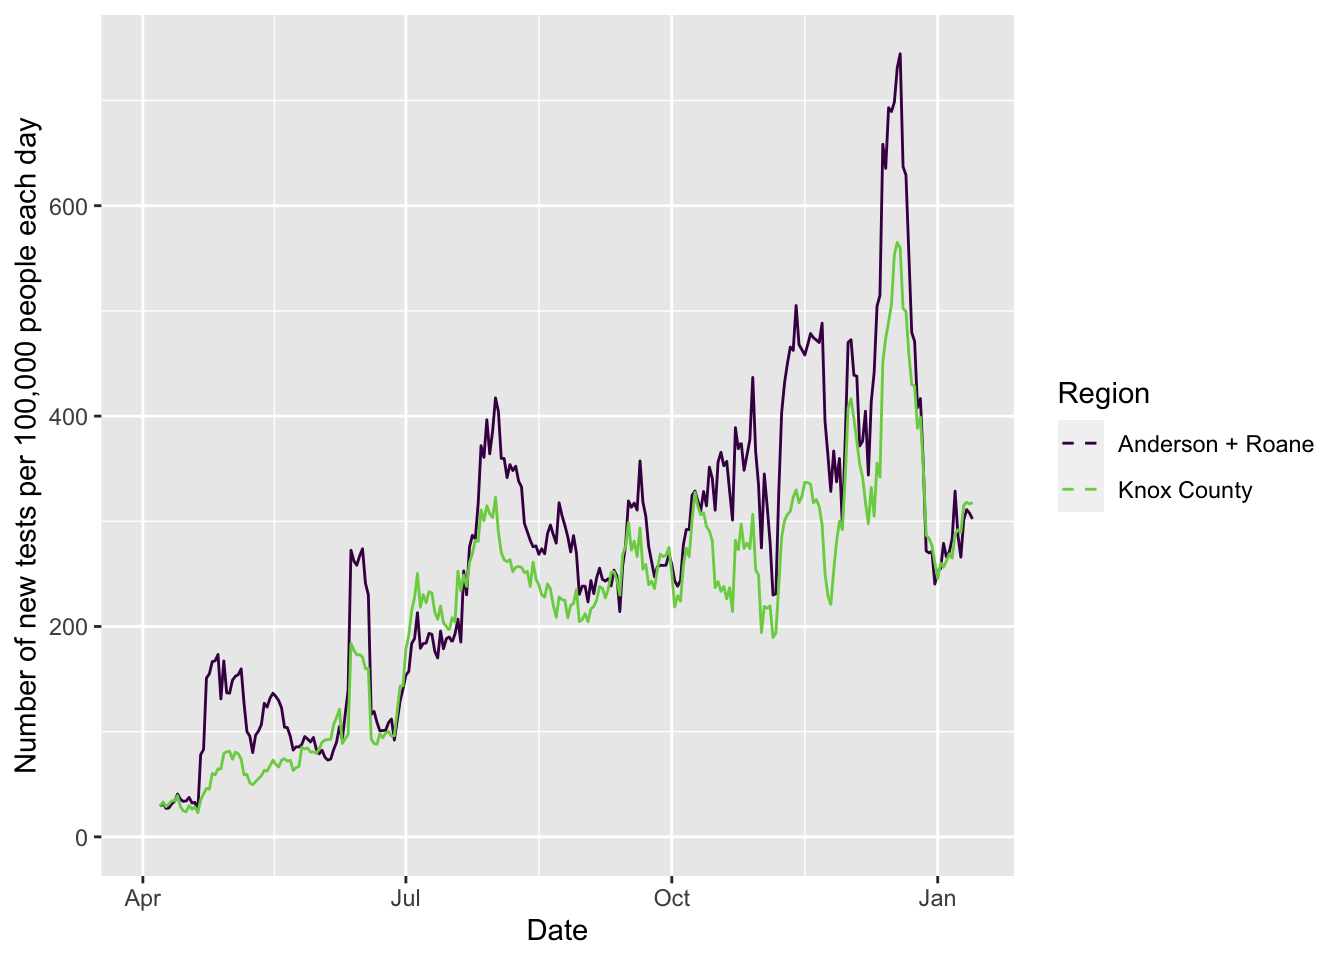 Number of new tests per 100,000 people each day
600
400
200
0
Apr
Jul
Oct
Jan
Date
Region
Anderson + Roane
Knox County